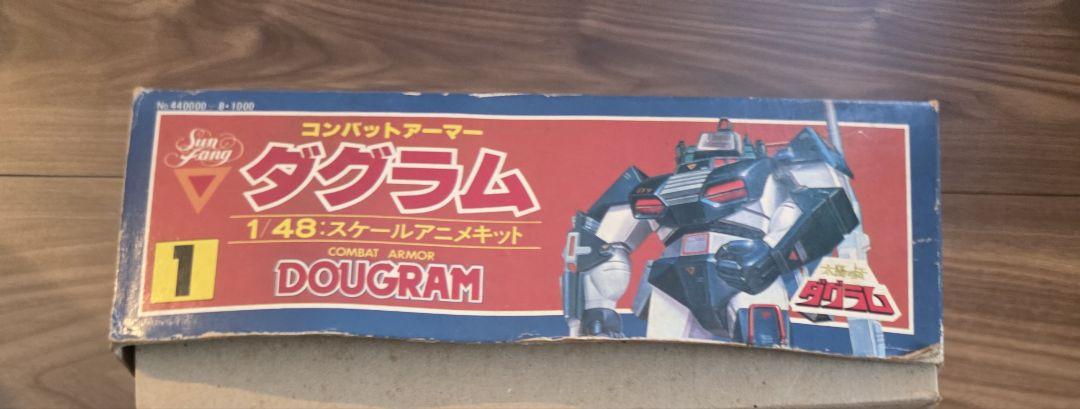 No.440000-8•1000
Sun Fang
コンバットアーマー
ダグラム
1/48:スケールアニメキット
COMBAT ARMOR
DOUGRAM
1
太陽の牙
ダグラム